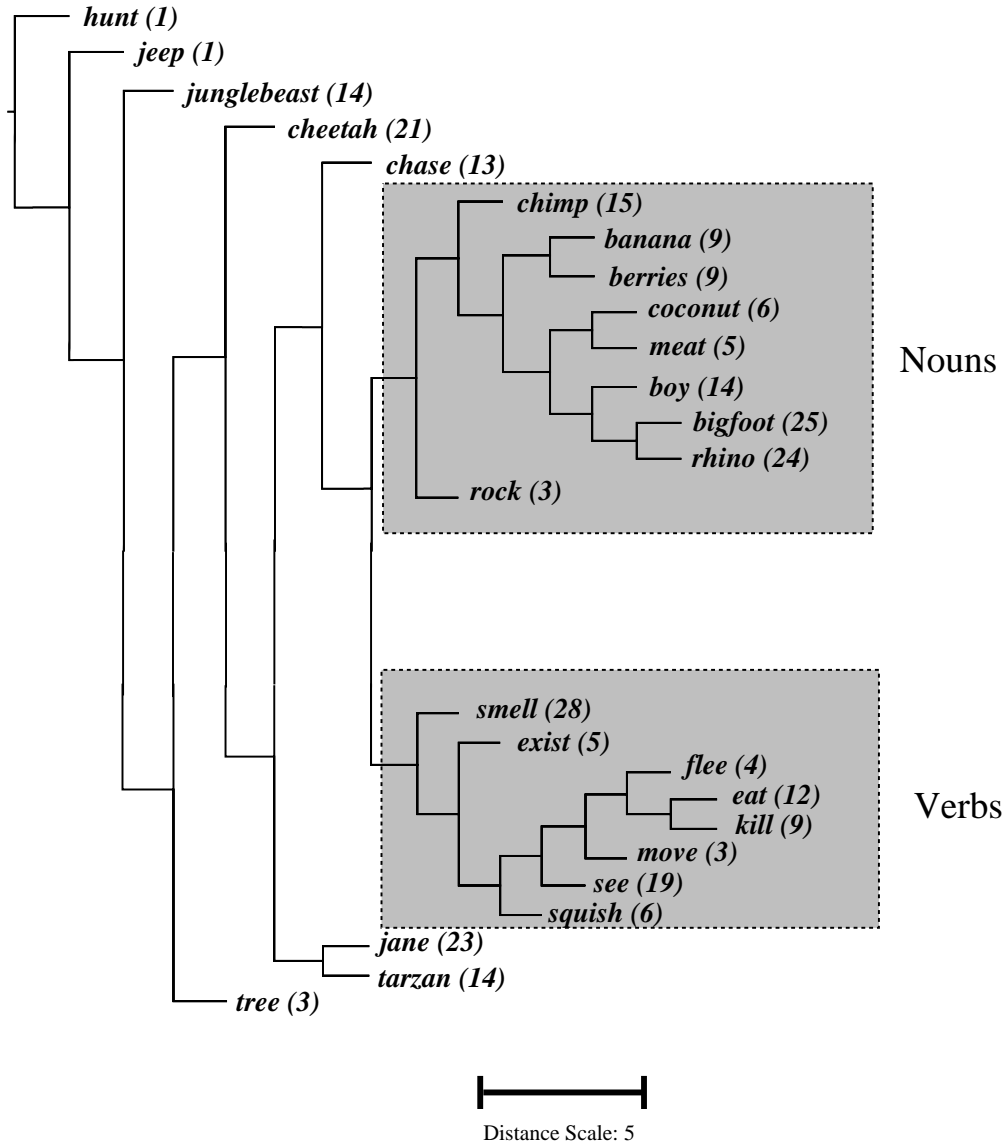 hunt (1)
jeep (1)
junglebeast (14)
cheetah (21)
chase (13)
chimp (15)
banana (9)
berries (9)
coconut (6)
meat (5)
Nouns
boy (14)
bigfoot (25)
rhino (24)
rock (3)
smell (28)
exist (5)
flee (4)
eat (12)
Verbs
kill (9)
move (3)
see (19)
squish (6)
jane (23)
tarzan (14)
tree (3)
Distance Scale: 5